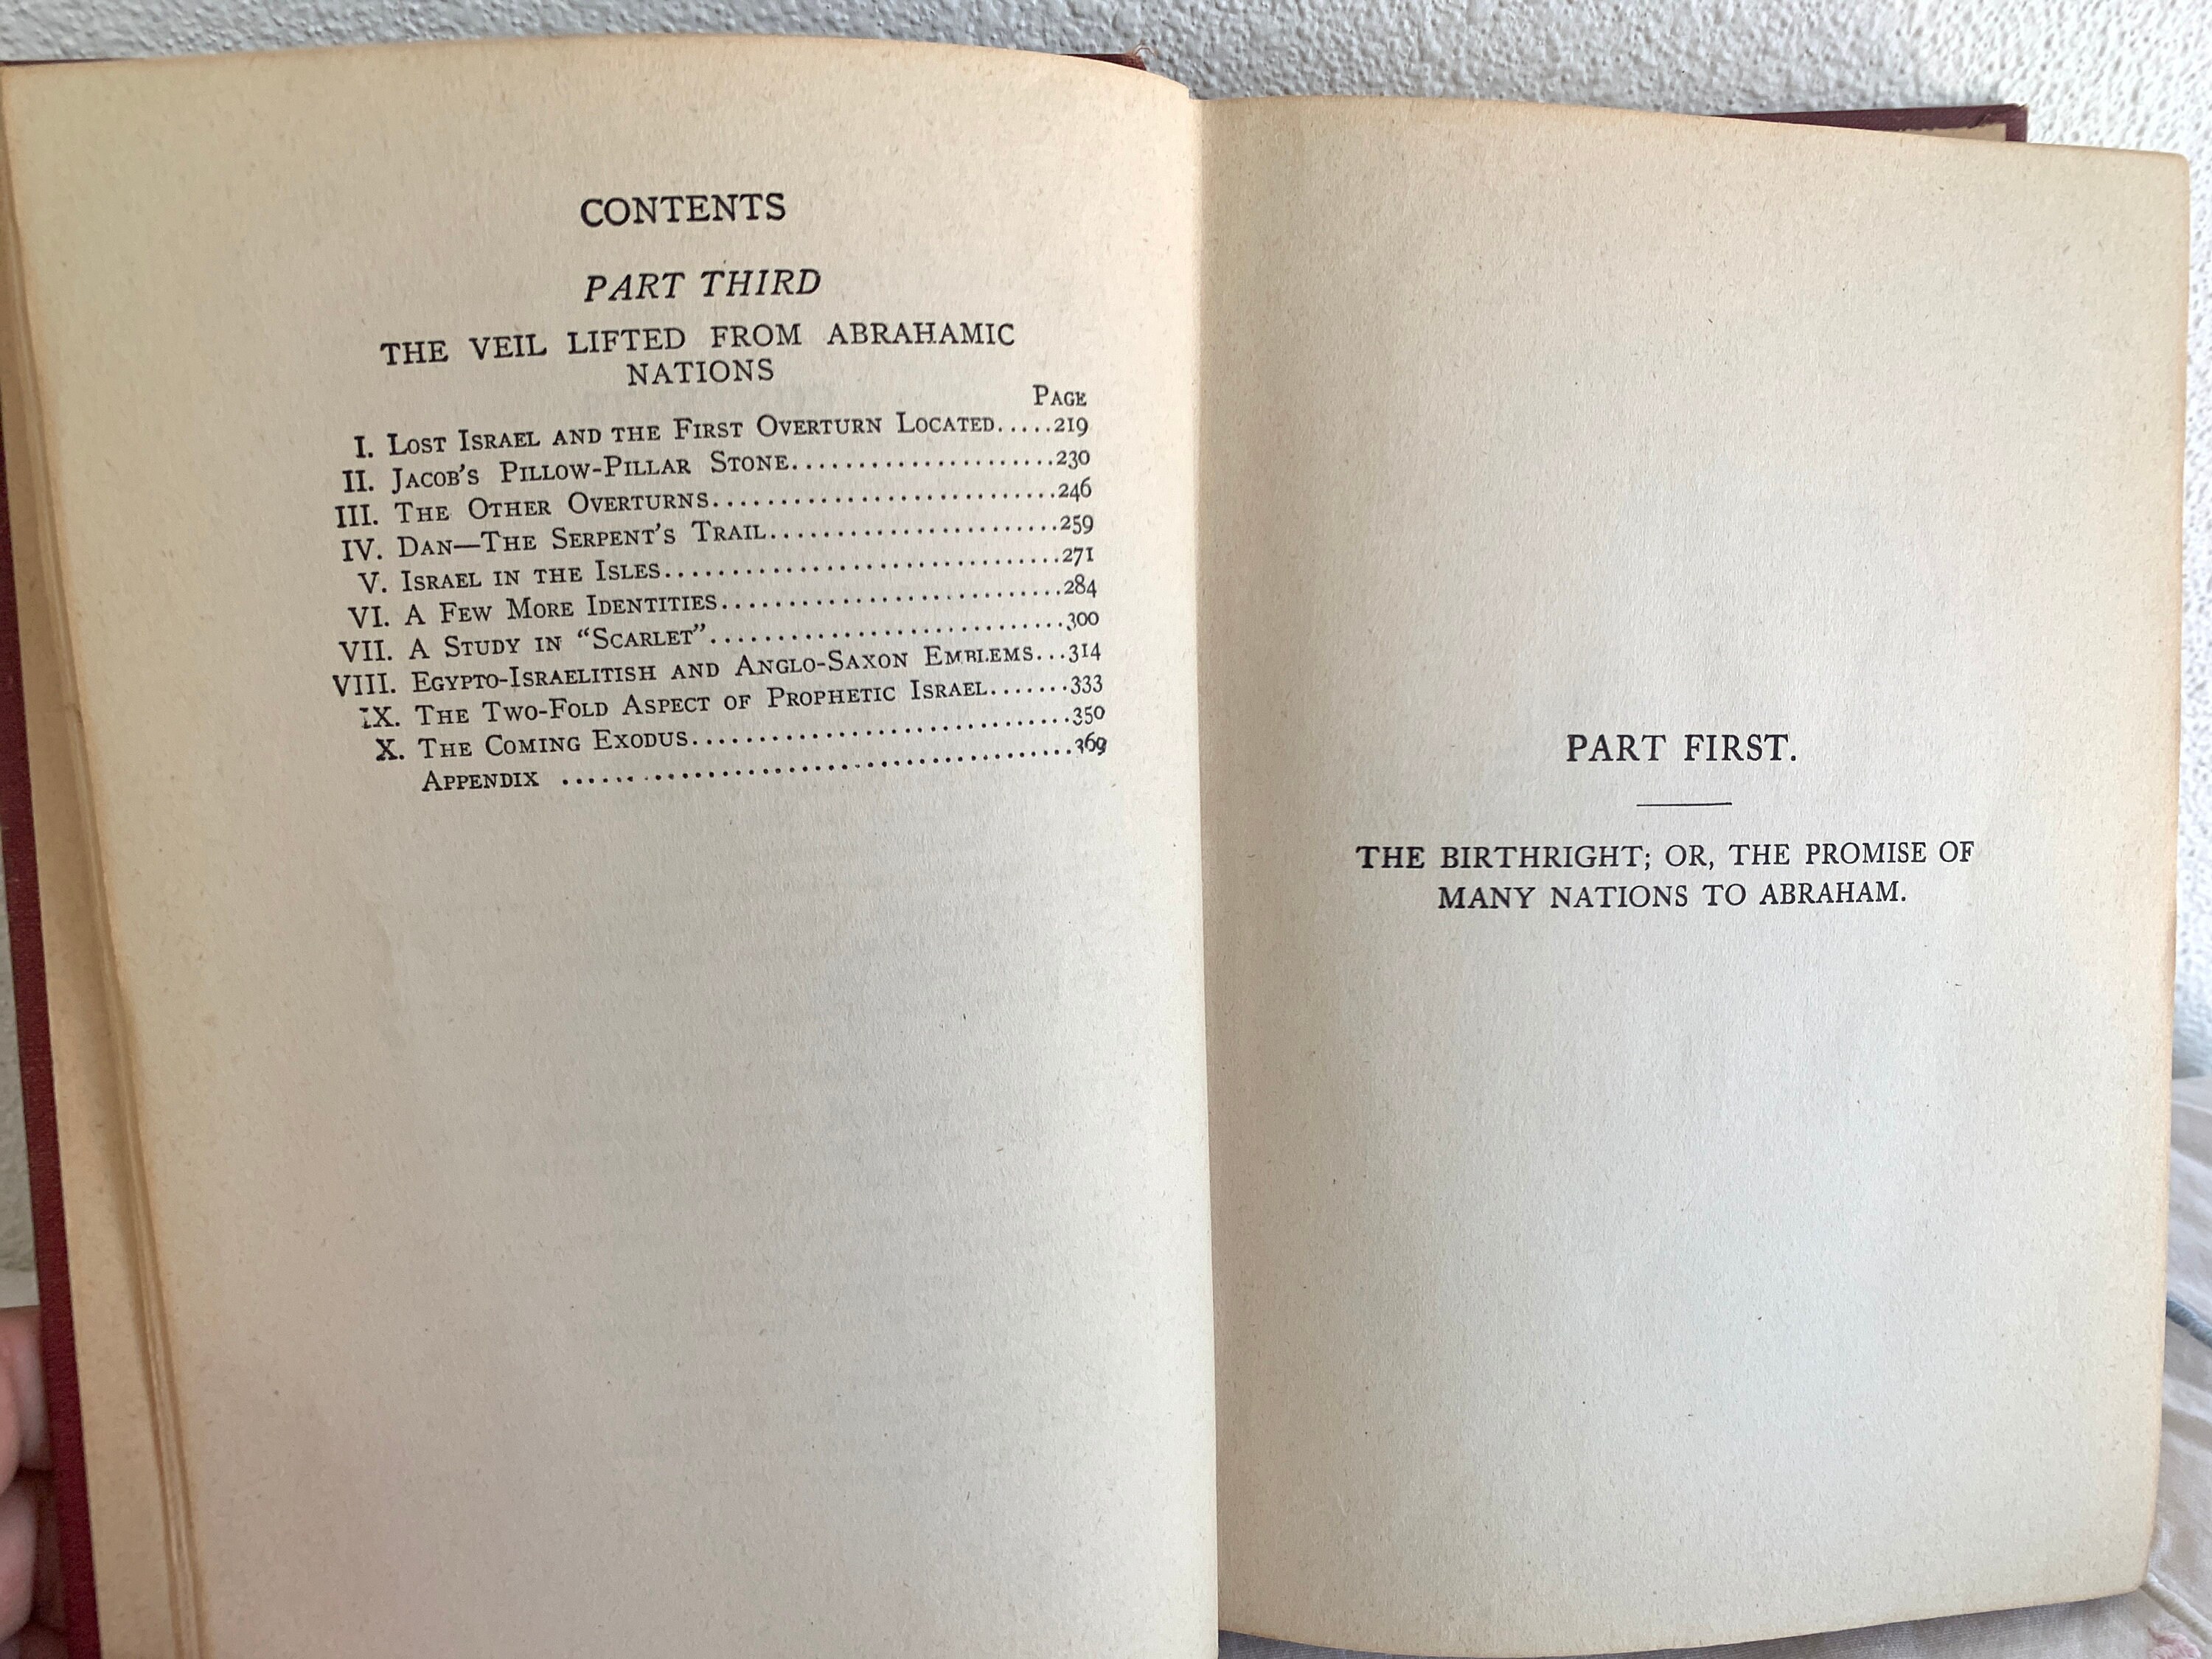 CONTENTS
PART THIRD
THE VEIL LIFTED FROM ABRAHAMIC
NATIONS
PAGE
I. LOST ISRAEL AND THE FIRST OVERTURN LOCATED.....219
II. JACOB'S PILLOW-PILLAR STONE......................230
III. THE OTHER OVERTURNS.............................246
IV. DAN—THE SERPENT'S TRAIL........................259
V. ISRAEL IN THE ISLES.................................271
VI. A FEW MORE IDENTITIES.............................284
VII. A STUDY IN “SCARLET”..............................300
VIII. EGYPTO-ISRAELITISH AND ANGLO-SAXON EMBLEMS...314
IX. THE TWO-FOLD ASPECT OF PROPHETIC ISRAEL.......333
X. THE COMING EXODUS................................350
APPENDIX ..........................................369
PART FIRST.
THE BIRTHRIGHT; OR, THE PROMISE OF
MANY NATIONS TO ABRAHAM.